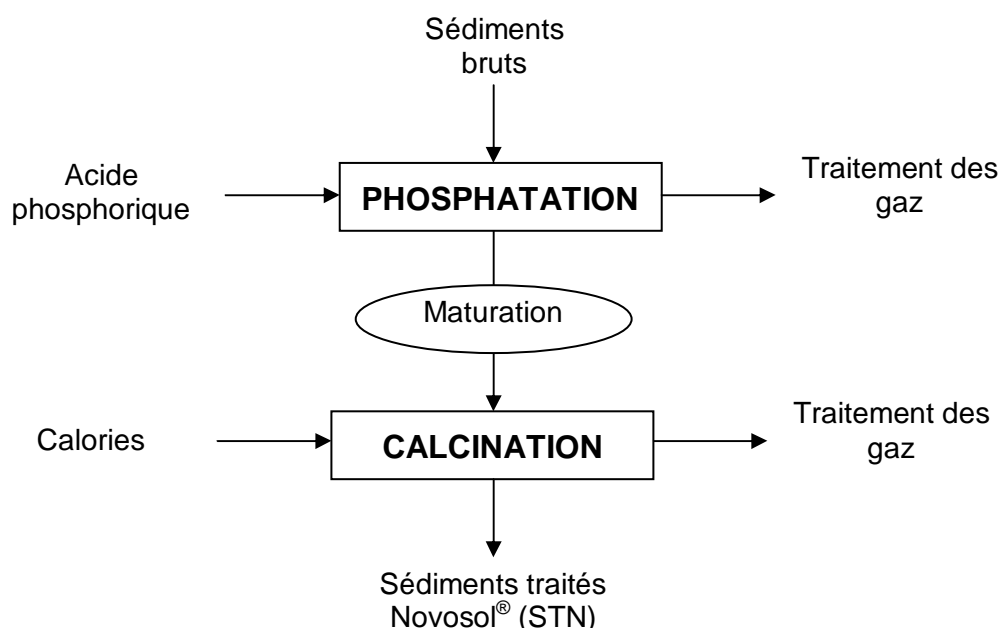 Sédiments
bruts
Acide
phosphorique
PHOSPHATATION
Traitement des
gaz
Maturation
Calories
CALCINATION
Traitement des
gaz
Sédiments traités
Novosol® (STN)